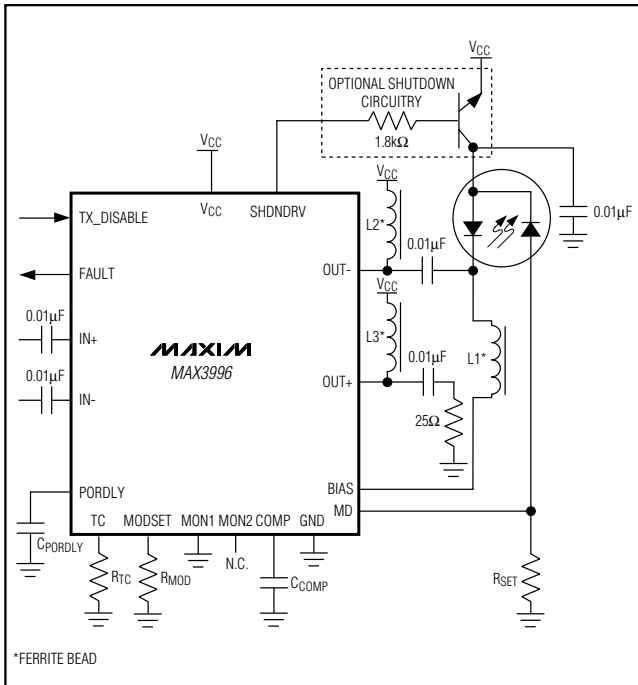 VCC
OPTIONAL SHUTDOWN
CIRCUITRY
1.8kΩ
VCC
VCC
SHDNDRV
VCC
0.01µF
TX_DISABLE
L2*
0.01µF
OUT-
FAULT
VCC
0.01µF
IN+
MAXIM
MAX3996
L3*
0.01µF
L1*
OUT+
0.01µF
IN-
25Ω
BIAS
PORDLY
MD
TC
MODSET
MON1
MON2
COMP
GND
CPORDLY
RTC
RMOD
N.C.
CCOMP
RSET
*FERRITE BEAD